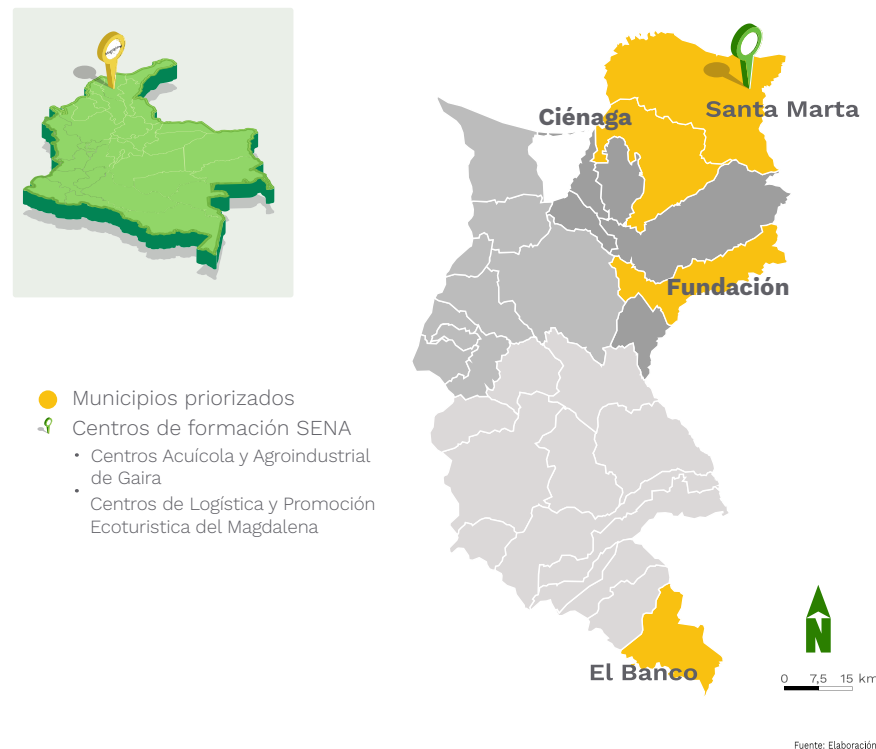 Ciénaga
Santa Marta
Fundación
Municipios priorizados
Centros de formación SENA
• Centros Acuícola y Agroindustrial
de Gaira
• Centros de Logística y Promoción
Ecoturistica del Magdalena
El Banco
N
0 7,5 15 km
Fuente: Elaboración